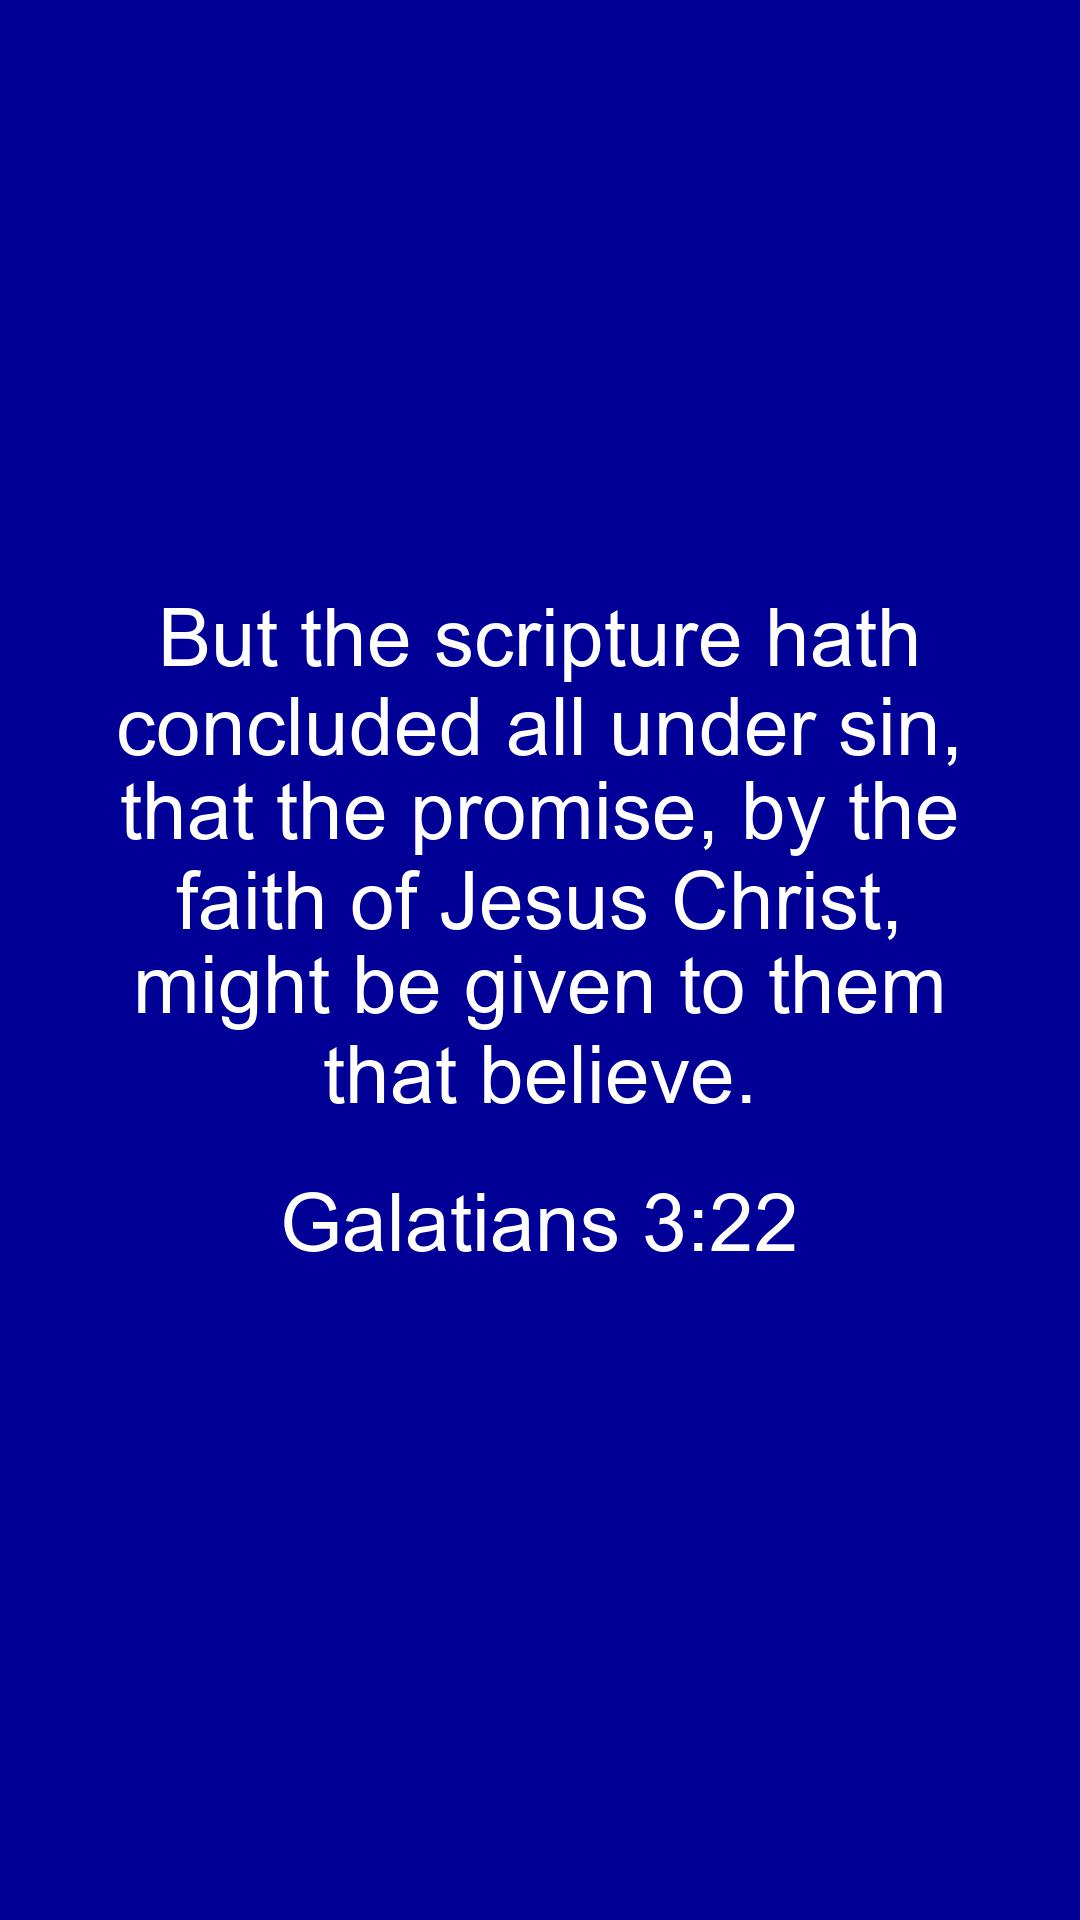 But the scripture hath
concluded all under sin,
that the promise, by the
faith of Jesus Christ,
might be given to them
that believe.
Galatians 3:22